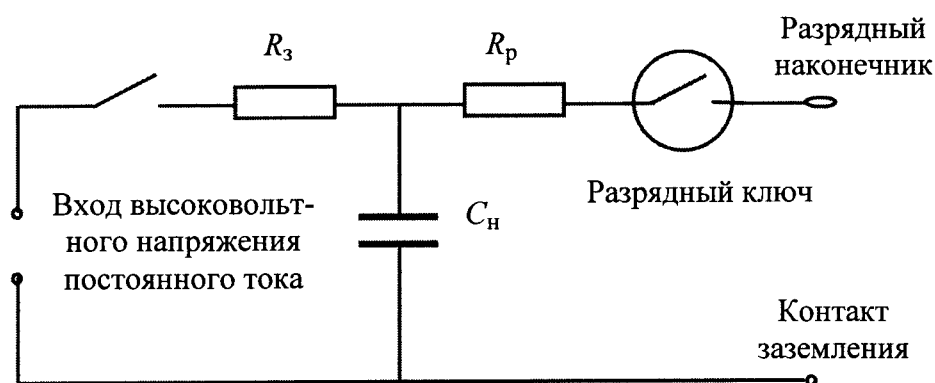 Разрядный
наконечник
Rз
Rр
Разрядный ключ
Вход высоковольт-
ного напряжения
постоянного тока
Cн
Контакт
заземления